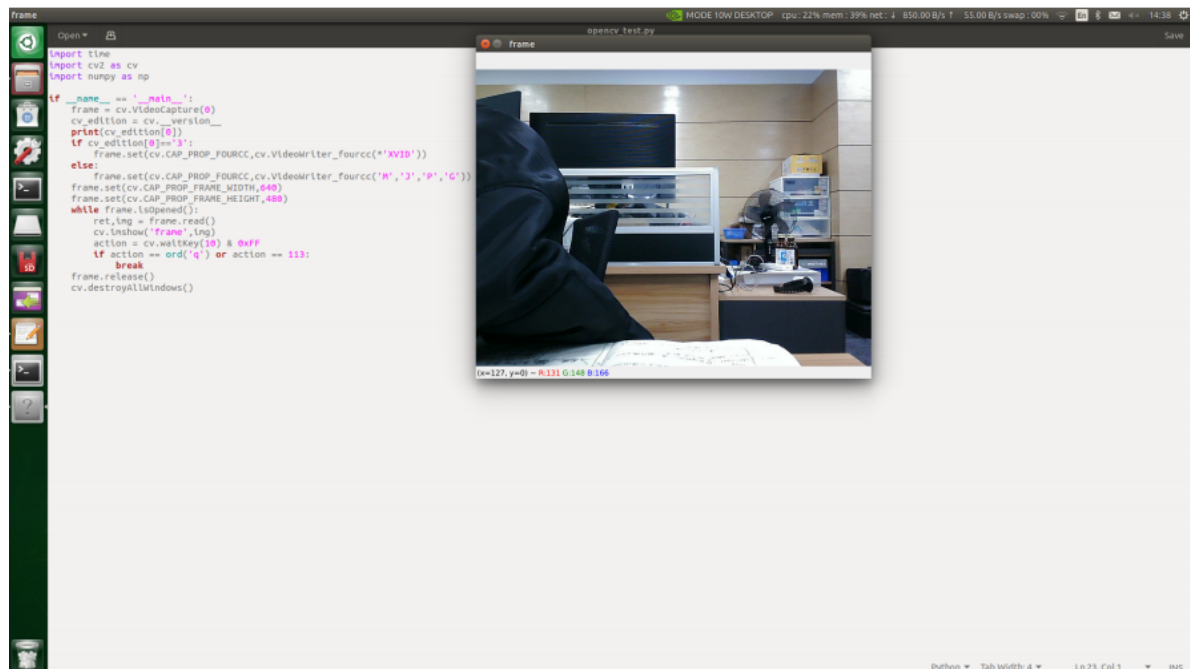 frame
MODE 10W DESKTOP cpu: 22% mem: 39% net: ↓ 850.00 B/s ↑ 55.00 B/s swap: 00% En 14:38
Open
opencv_test.py
Save
import time
import cv2 as cv
import numpy as np
if __name__ == '__main__':
    frame = cv.VideoCapture(0)
    cv_edition = cv.__version__
    print(cv_edition[0])
    if cv_edition[0]=='3':
        frame.set(cv.CAP_PROP_FOURCC,cv.VideoWriter_fourcc(*'XVID'))
    else:
        frame.set(cv.CAP_PROP_FOURCC,cv.VideoWriter_fourcc('M','J','P','G'))
    frame.set(cv.CAP_PROP_FRAME_WIDTH,640)
    frame.set(cv.CAP_PROP_FRAME_HEIGHT,480)
    while frame.isOpened():
        ret,img = frame.read()
        cv.imshow('frame',img)
        action = cv.waitKey(10) & 0xFF
        if action == ord('q') or action == 113:
            break
    frame.release()
    cv.destroyAllWindows()
frame
(x=127, y=0) ~ R:131 G:148 B:166
SD
Python Tab Width: 4 Ln 23, Col 1 INS